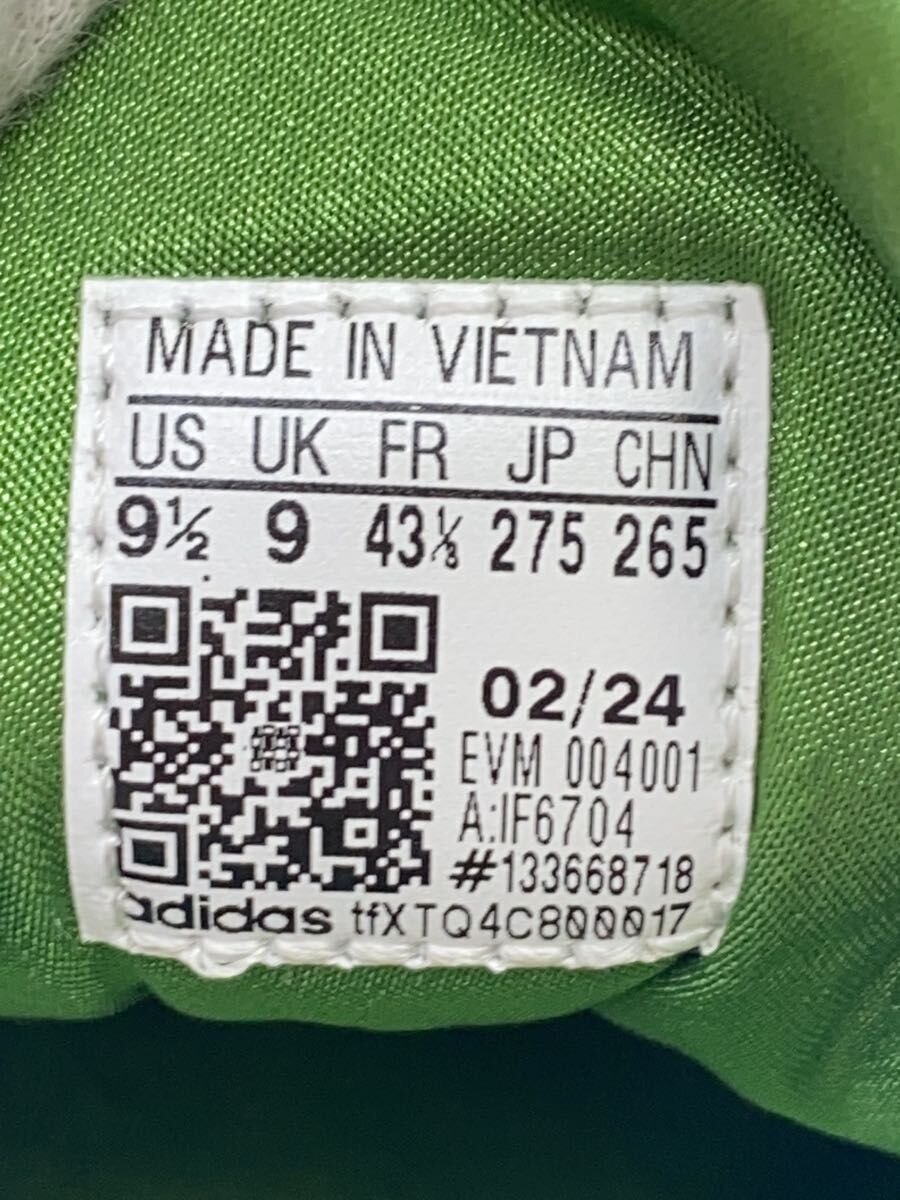 MADE IN VIETNAM
US UK FR JP CHN
9½ 9 43⅓ 275 265
02/24
EVM 004001
A:IF6704
#133668718
adidas tfXTQ4C800017